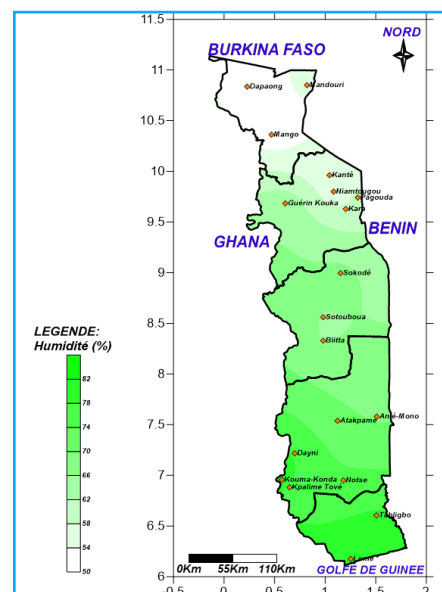 11.5
NORD
BURKINA FASO
11
Dapaong
Mandouri
10.5
Mango
10
Kanté
Niamtougou
Pagouda
Guérin Kouka
Kara
9.5
GHANA
BENIN
9
Sokodé
8.5
Sotouboua
Blitta
LEGENDE:
Humidité (%)
8
82
78
74
70
66
62
58
54
50
7.5
Atakpamé
Anié-Mono
Dayni
7
Kouma-Konda
Kpalime Tové
Notse
6.5
Tabligbo
Lomé
0Km 55Km 110Km
GOLFE DE GUINEE
6
-0.5 0 0.5 1 1.5 2